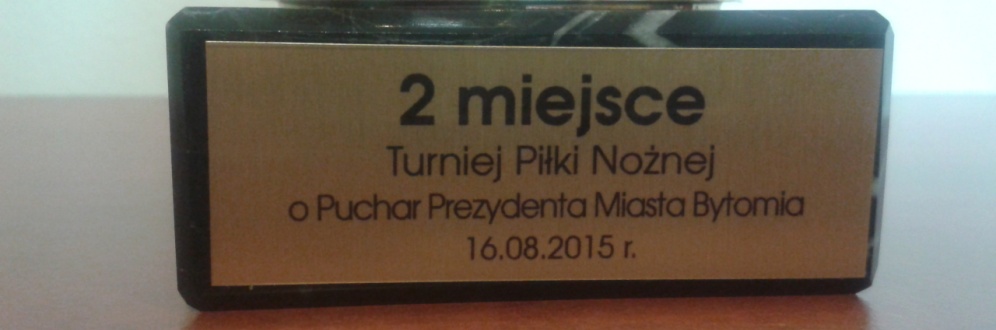 2 miejsce
Turniej Piłki Nożnej
o Puchar Prezydenta Miasta Bytomia
16.08.2015 r.